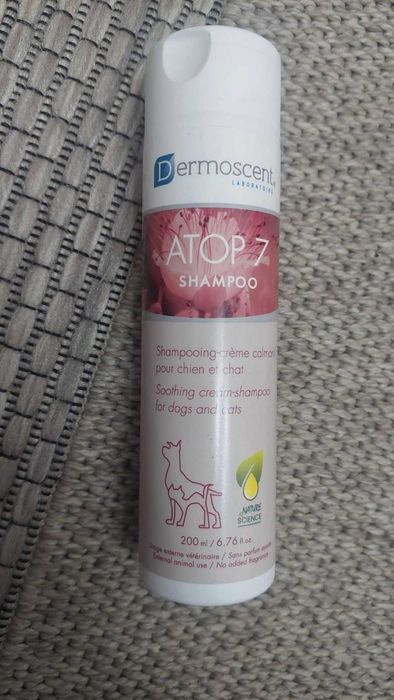 Dermoscent®
LABORATOIRE
ATOP 7
SHAMPOO
Shampooing-crème calmant
pour chien et chat
Soothing cream-shampoo
for dogs and cats
NATURE
SCIENCE
200 ml / 6.76 fl.oz.
Usage externe vétérinaire / Sans parfum ajouté
External animal use / No added fragrance